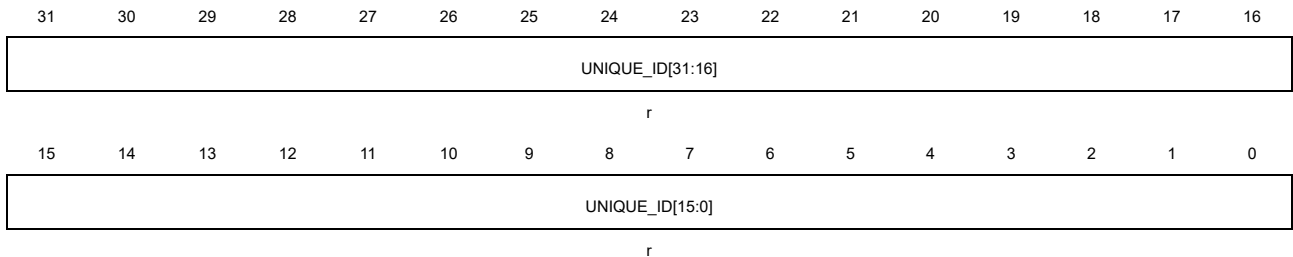 31 30 29 28 27 26 25 24 23 22 21 20 19 18 17 16
UNIQUE_ID[31:16]
r
15 14 13 12 11 10 9 8 7 6 5 4 3 2 1 0
UNIQUE_ID[15:0]
r